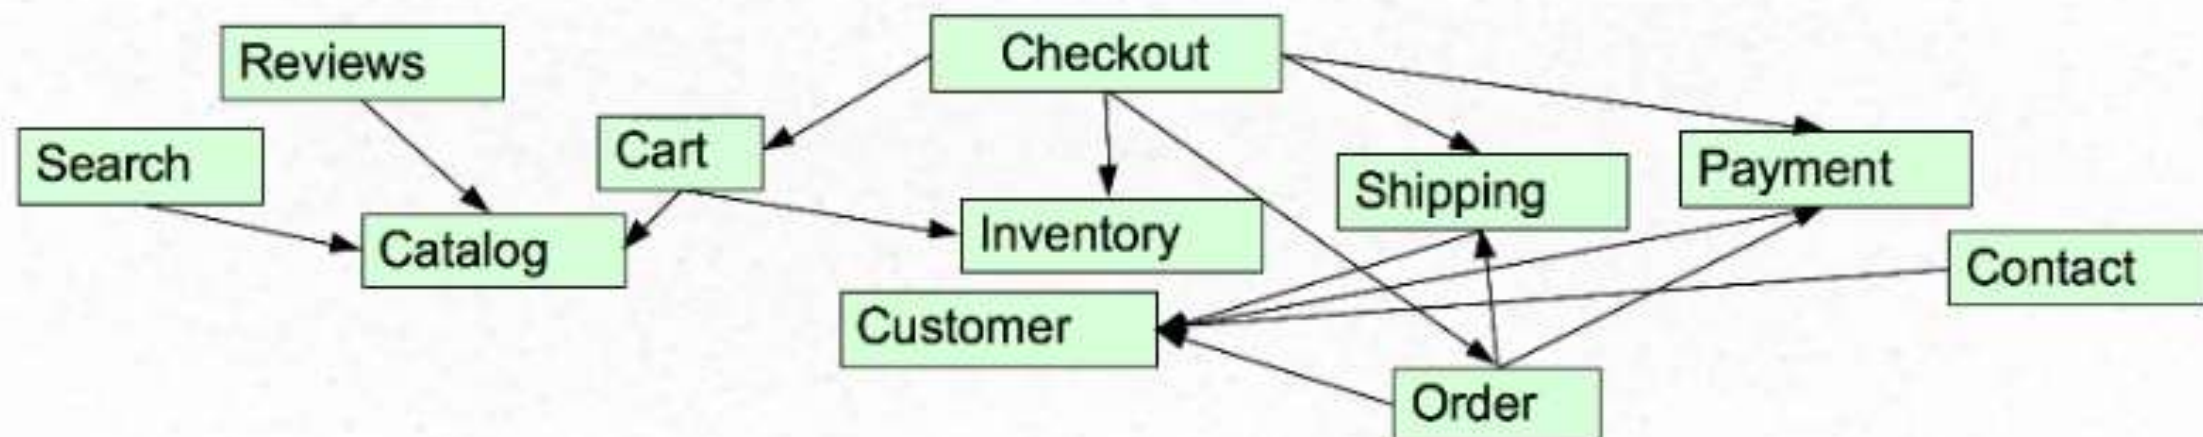 Reviews
Checkout
Search
Cart
Shipping
Payment
Catalog
Inventory
Contact
Customer
Order